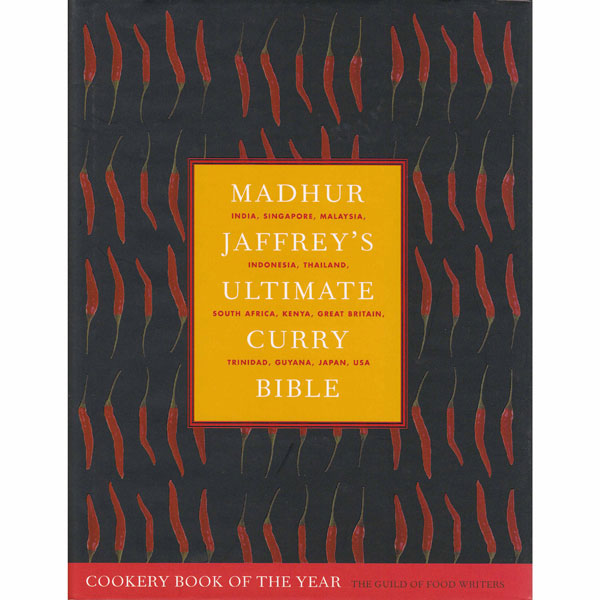 MADHUR
INDIA, SINGAPORE, MALAYSIA,
JAFFREY'S
INDONESIA, THAILAND,
ULTIMATE
SOUTH AFRICA, KENYA, GREAT BRITAIN,
CURRY
TRINIDAD, GUYANA, JAPAN, USA
BIBLE
COOKERY BOOK OF THE YEAR THE GUILD OF FOOD WRITERS